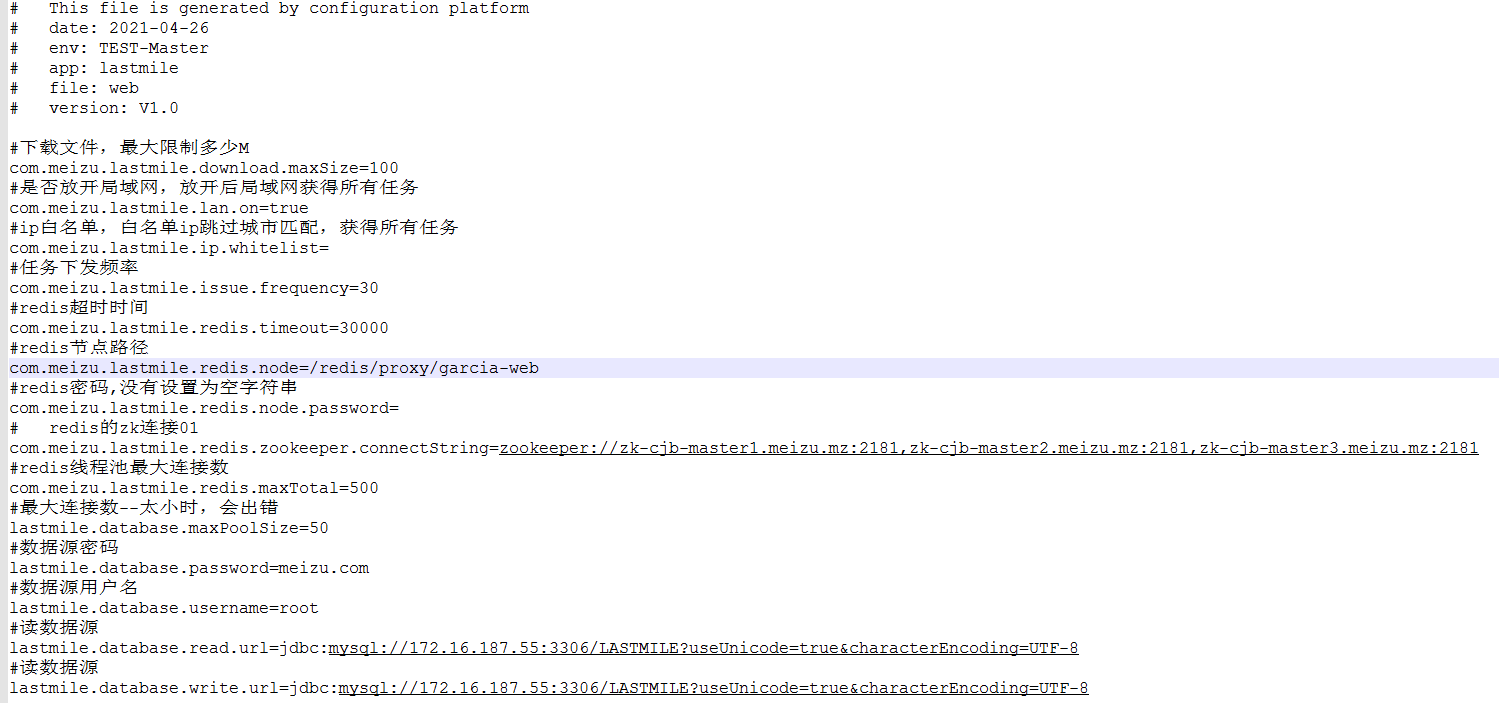 #   This file is generated by configuration platform
#   date: 2021-04-26
#   env: TEST-Master
#   app: lastmile
#   file: web
#   version: V1.0
#下载文件，最大限制多少M
com.meizu.lastmile.download.maxSize=100
#是否放开局域网，放开后局域网获得所有任务
com.meizu.lastmile.lan.on=true
#ip白名单，白名单ip跳过城市匹配，获得所有任务
com.meizu.lastmile.ip.whitelist=
#任务下发频率
com.meizu.lastmile.issue.frequency=30
#redis超时时间
com.meizu.lastmile.redis.timeout=30000
#redis节点路径
com.meizu.lastmile.redis.node=/redis/proxy/garcia-web
#redis密码,没有设置为空字符串
com.meizu.lastmile.redis.node.password=
#   redis的zk连接01
com.meizu.lastmile.redis.zookeeper.connectString=zookeeper://zk-cjb-master1.meizu.mz:2181,zk-cjb-master2.meizu.mz:2181,zk-cjb-master3.meizu.mz:2181
#redis线程池最大连接数
com.meizu.lastmile.redis.maxTotal=500
#最大连接数--太小时，会出错
lastmile.database.maxPoolSize=50
#数据源密码
lastmile.database.password=meizu.com
#数据源用户名
lastmile.database.username=root
#读数据源
lastmile.database.read.url=jdbc:mysql://172.16.187.55:3306/LASTMILE?useUnicode=true&characterEncoding=UTF-8
#读数据源
lastmile.database.write.url=jdbc:mysql://172.16.187.55:3306/LASTMILE?useUnicode=true&characterEncoding=UTF-8